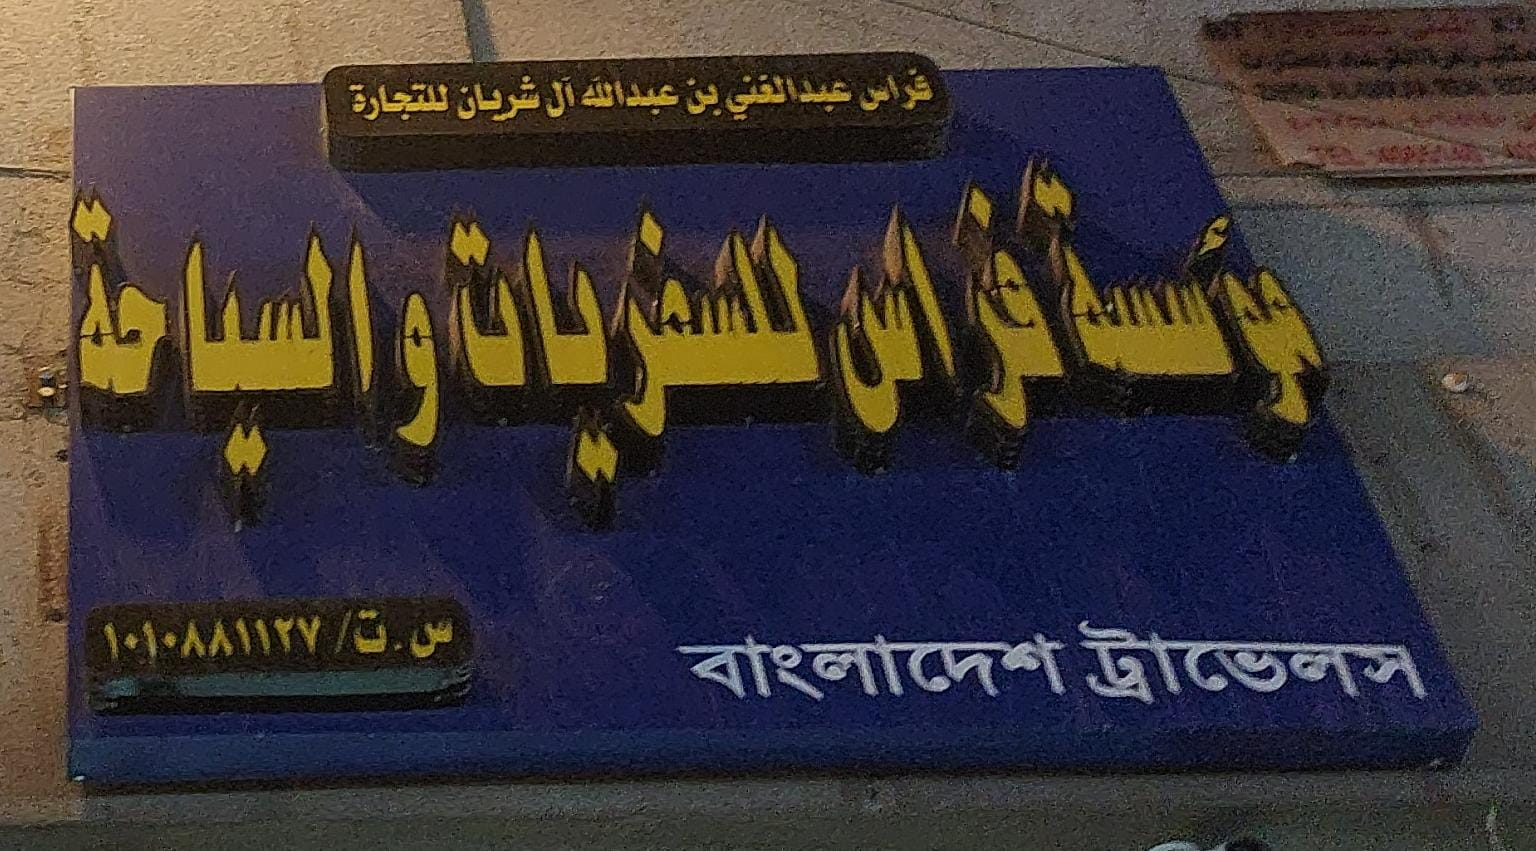 فراس عبدالغني بن عبدالله آل شريان للتجارة
مؤسسة فراس للسفريات والسياحة
س.ت/ ١٠١٠٨٨١١٢٧
বাংলাদেশ ট্রাভেলস